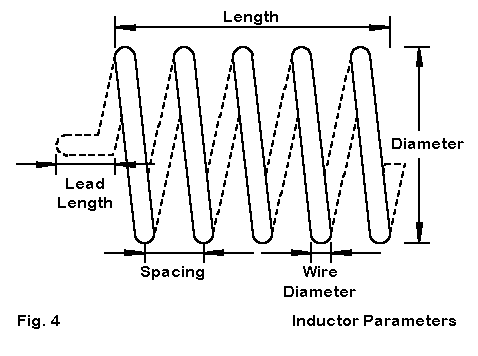 Length
Diameter
Lead
Length
Spacing
Wire
Diameter
Fig. 4
Inductor Parameters